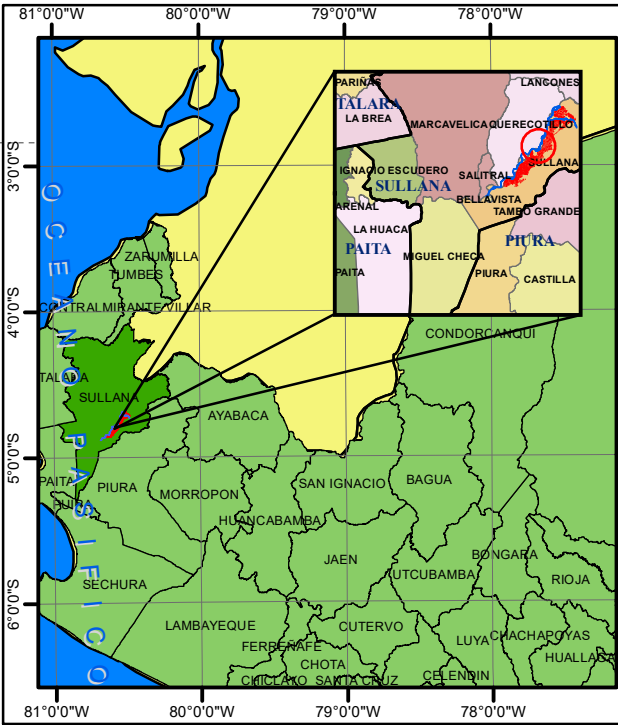 81°0'0"W 80°0'0"W 79°0'0"W 78°0'0"W
3°0'0"S
4°0'0"S
5°0'0"S
6°0'0"S
PARIÑAS
TALARA
LA BREA
LANCONES
MARCAVELICA
QUERECOTILLO
IGNACIO ESCUDERO
SULLANA
SALITRAL
SULLANA
BELLAVISTA
ARENAL
TAMBO GRANDE
LA HUACA
PAITA
MIGUEL CHECA
PIURA
PAITA
PIURA
CASTILLA
OCEANO PASIFICO
ZARUMILLA
TUMBES
CONTRALMIRANTE VILLAR
CONDORCANQUI
TALARA
SULLANA
AYABACA
PAITA
PIURA
MORROPON
SAN IGNACIO
BAGUA
HUANCABAMBA
JAEN
BONGARA
SECHURA
UTCUBAMBA
RIOJA
LAMBAYEQUE
CUTERVO
LUYA
CHACHAPOYAS
FERREÑAFE
HUALLAGA
CHOTA
CHICLAYO
SANTA CRUZ
CELENDIN
81°0'0"W 80°0'0"W 79°0'0"W 78°0'0"W